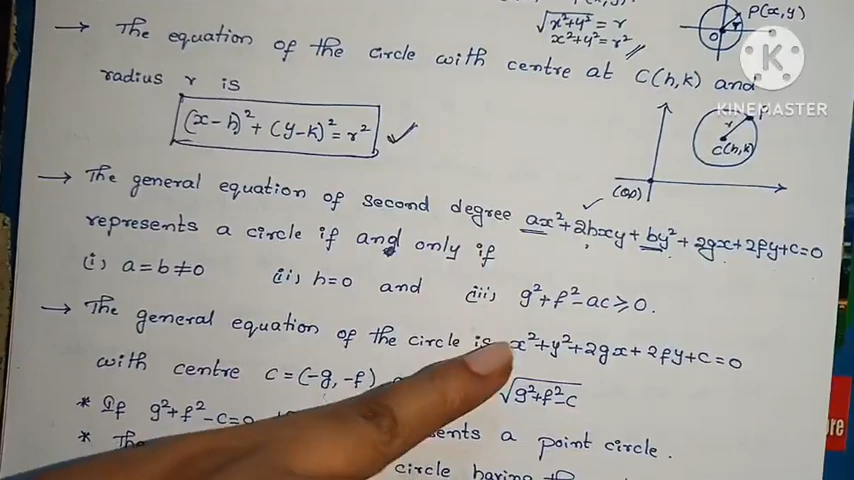 √x²+y² = r
x²+y² = r²
P(x,y)
r
O
→ The equation of the circle with centre at C(h,k) and
radius r is
(x-h)² + (y-k)² = r²
P
r
C(h,k)
(0,0)
KINEMASTER
→ The general equation of second degree ax²+2hxy+by²+2gx+2fy+c=0
represents a circle if and only if
(i) a=b≠0 (ii) h=0 and (iii) g²+f²-ac≥0.
→ The general equation of the circle is x²+y²+2gx+2fy+c=0
with centre c=(-g,-f) √g²+f²-c
* If g²+f²-c=0 a point circle.
* The circle having the